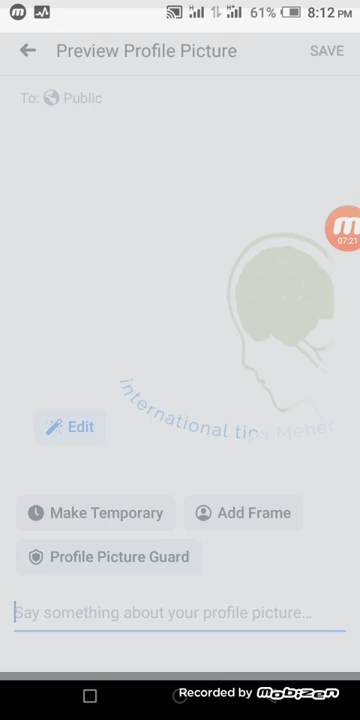 61% 8:12 PM
Preview Profile Picture SAVE
To: Public
07:21
international tips
Edit
Make Temporary Add Frame
Profile Picture Guard
Say something about your profile picture...
Recorded by mobizen